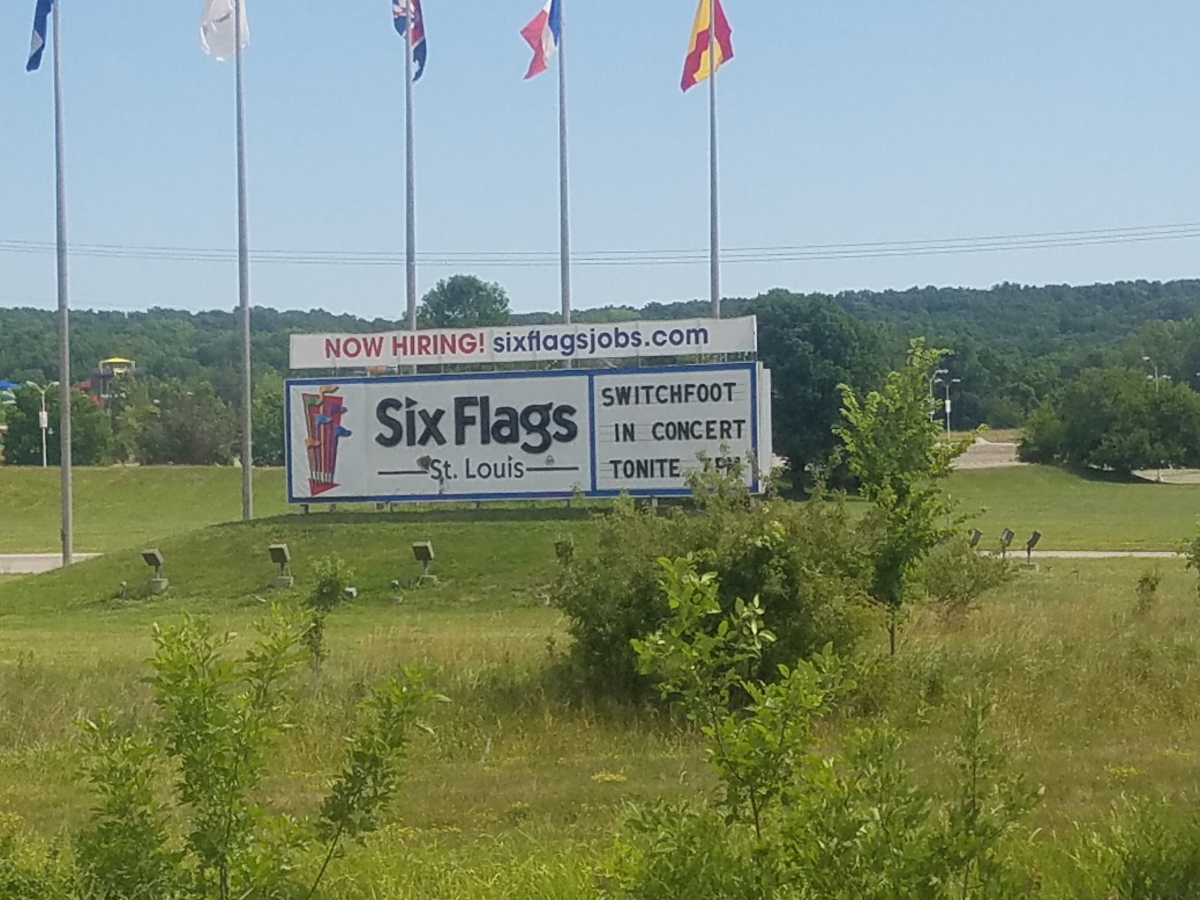 NOW HIRING! sixflagsjobs.com
Six Flags
St. Louis
SWITCHFOOT
IN CONCERT
TONITE